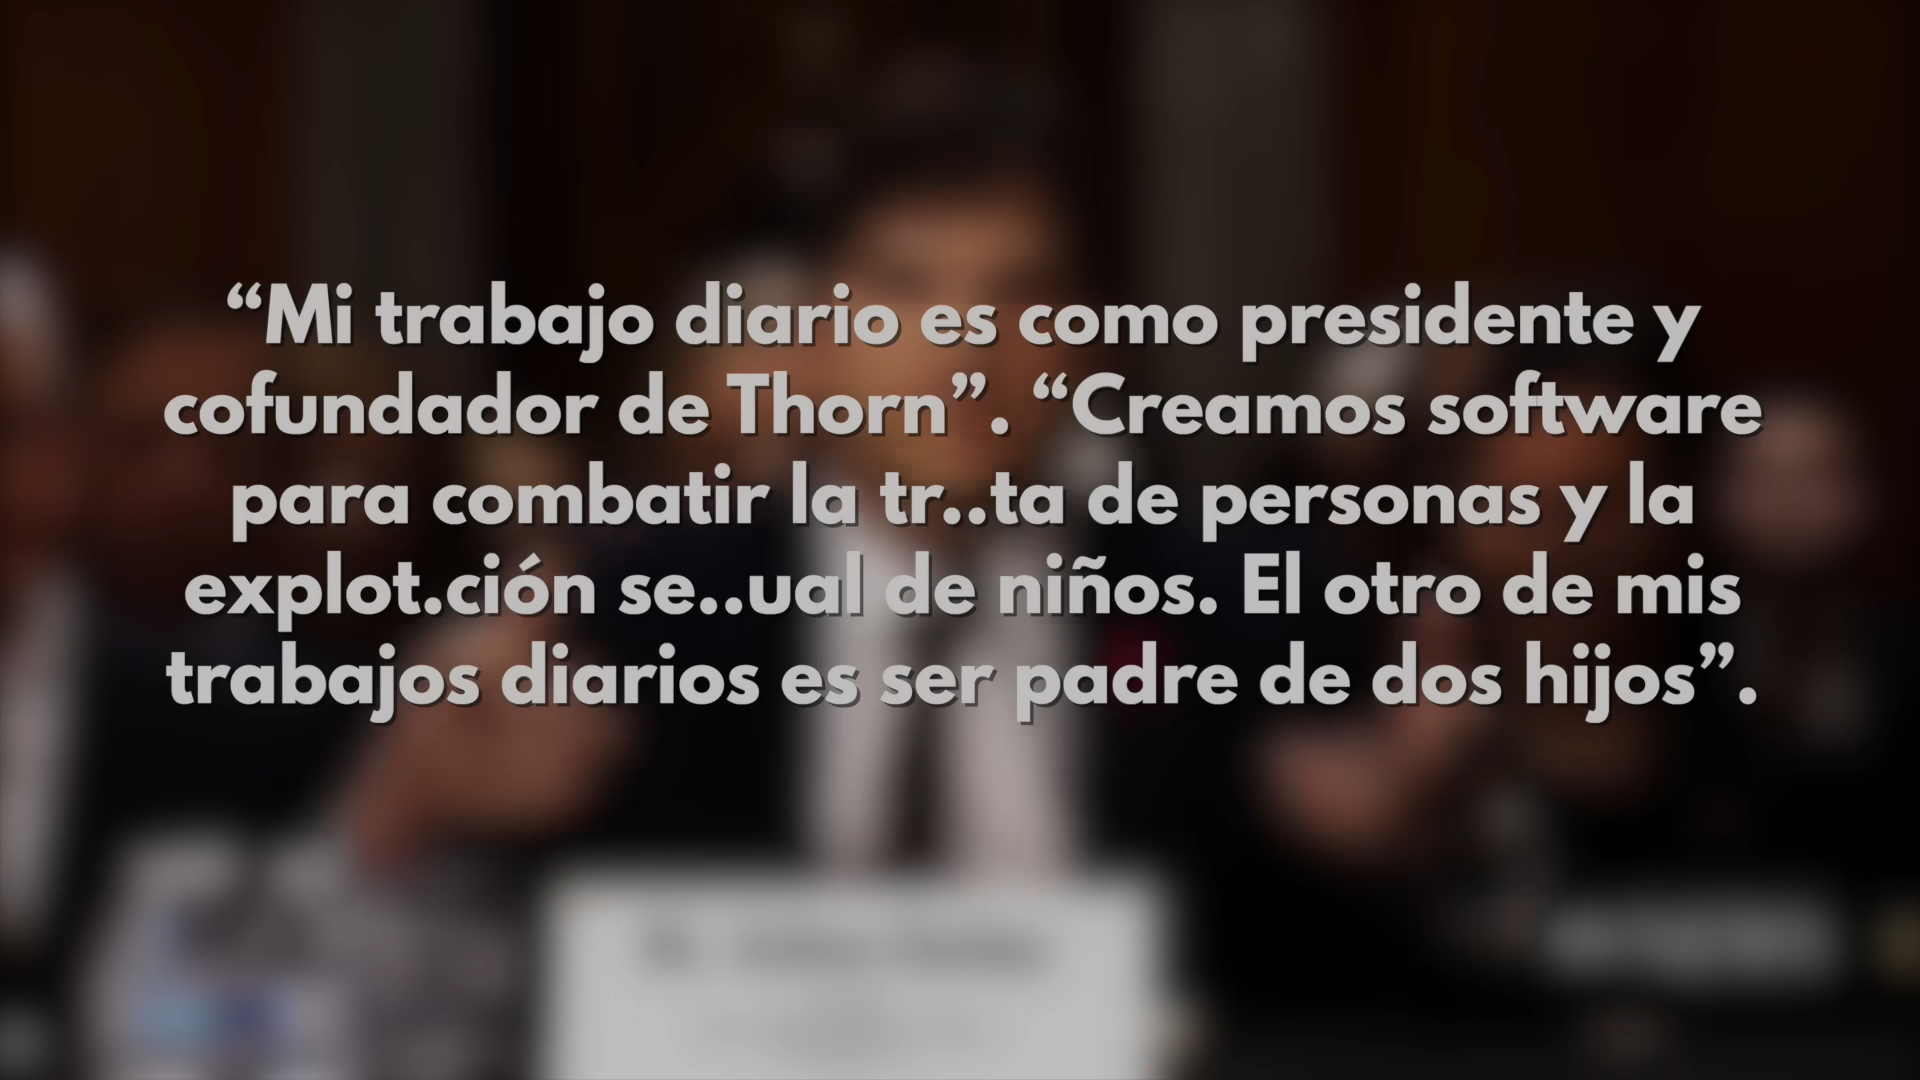 “Mi trabajo diario es como presidente y
cofundador de Thorn”. “Creamos software
para combatir la tr..ta de personas y la
explot.ción se..ual de niños. El otro de mis
trabajos diarios es ser padre de dos hijos”.